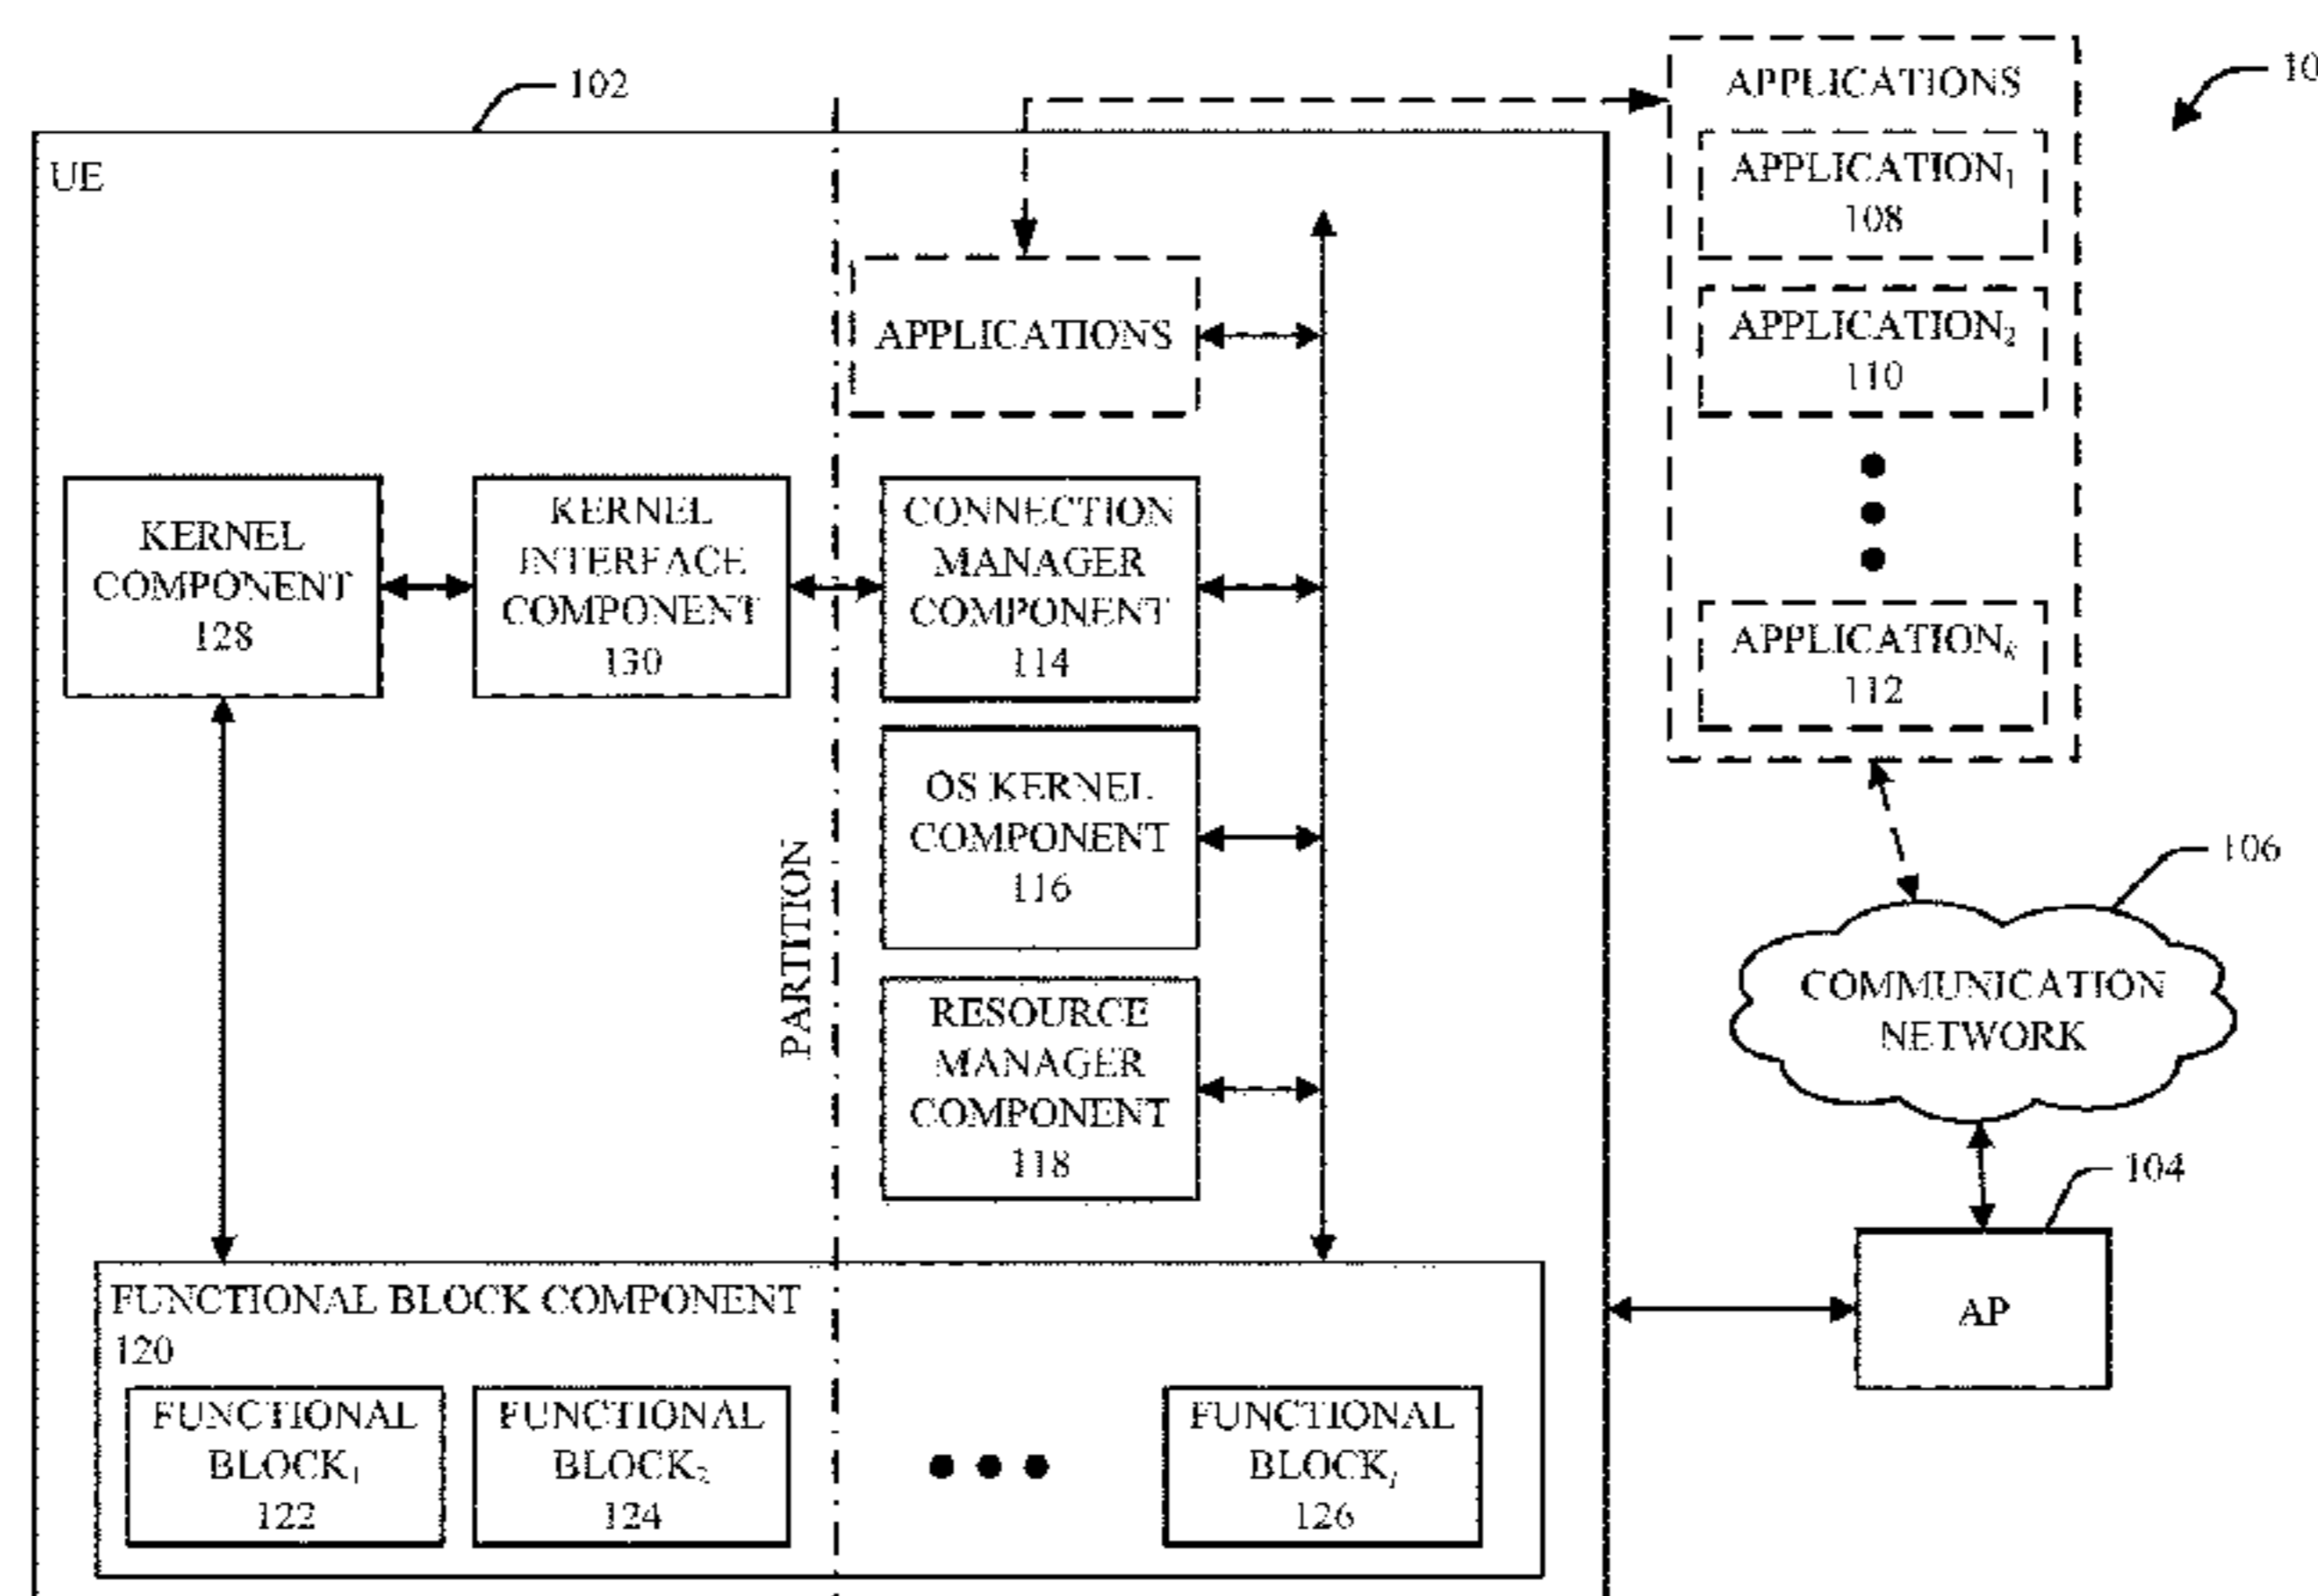 102
10
UE
APPLICATIONS
APPLICATION1
108
APPLICATION2
110
APPLICATIONk
112
APPLICATIONS
KERNEL
COMPONENT
128
KERNEL
INTERFACE
COMPONENT
130
CONNECTION
MANAGER
COMPONENT
114
OS KERNEL
COMPONENT
116
PARTITION
RESOURCE
MANAGER
COMPONENT
118
106
COMMUNICATION
NETWORK
104
AP
FUNCTIONAL BLOCK COMPONENT
120
FUNCTIONAL
BLOCK1
122
FUNCTIONAL
BLOCK2
124
FUNCTIONAL
BLOCKj
126